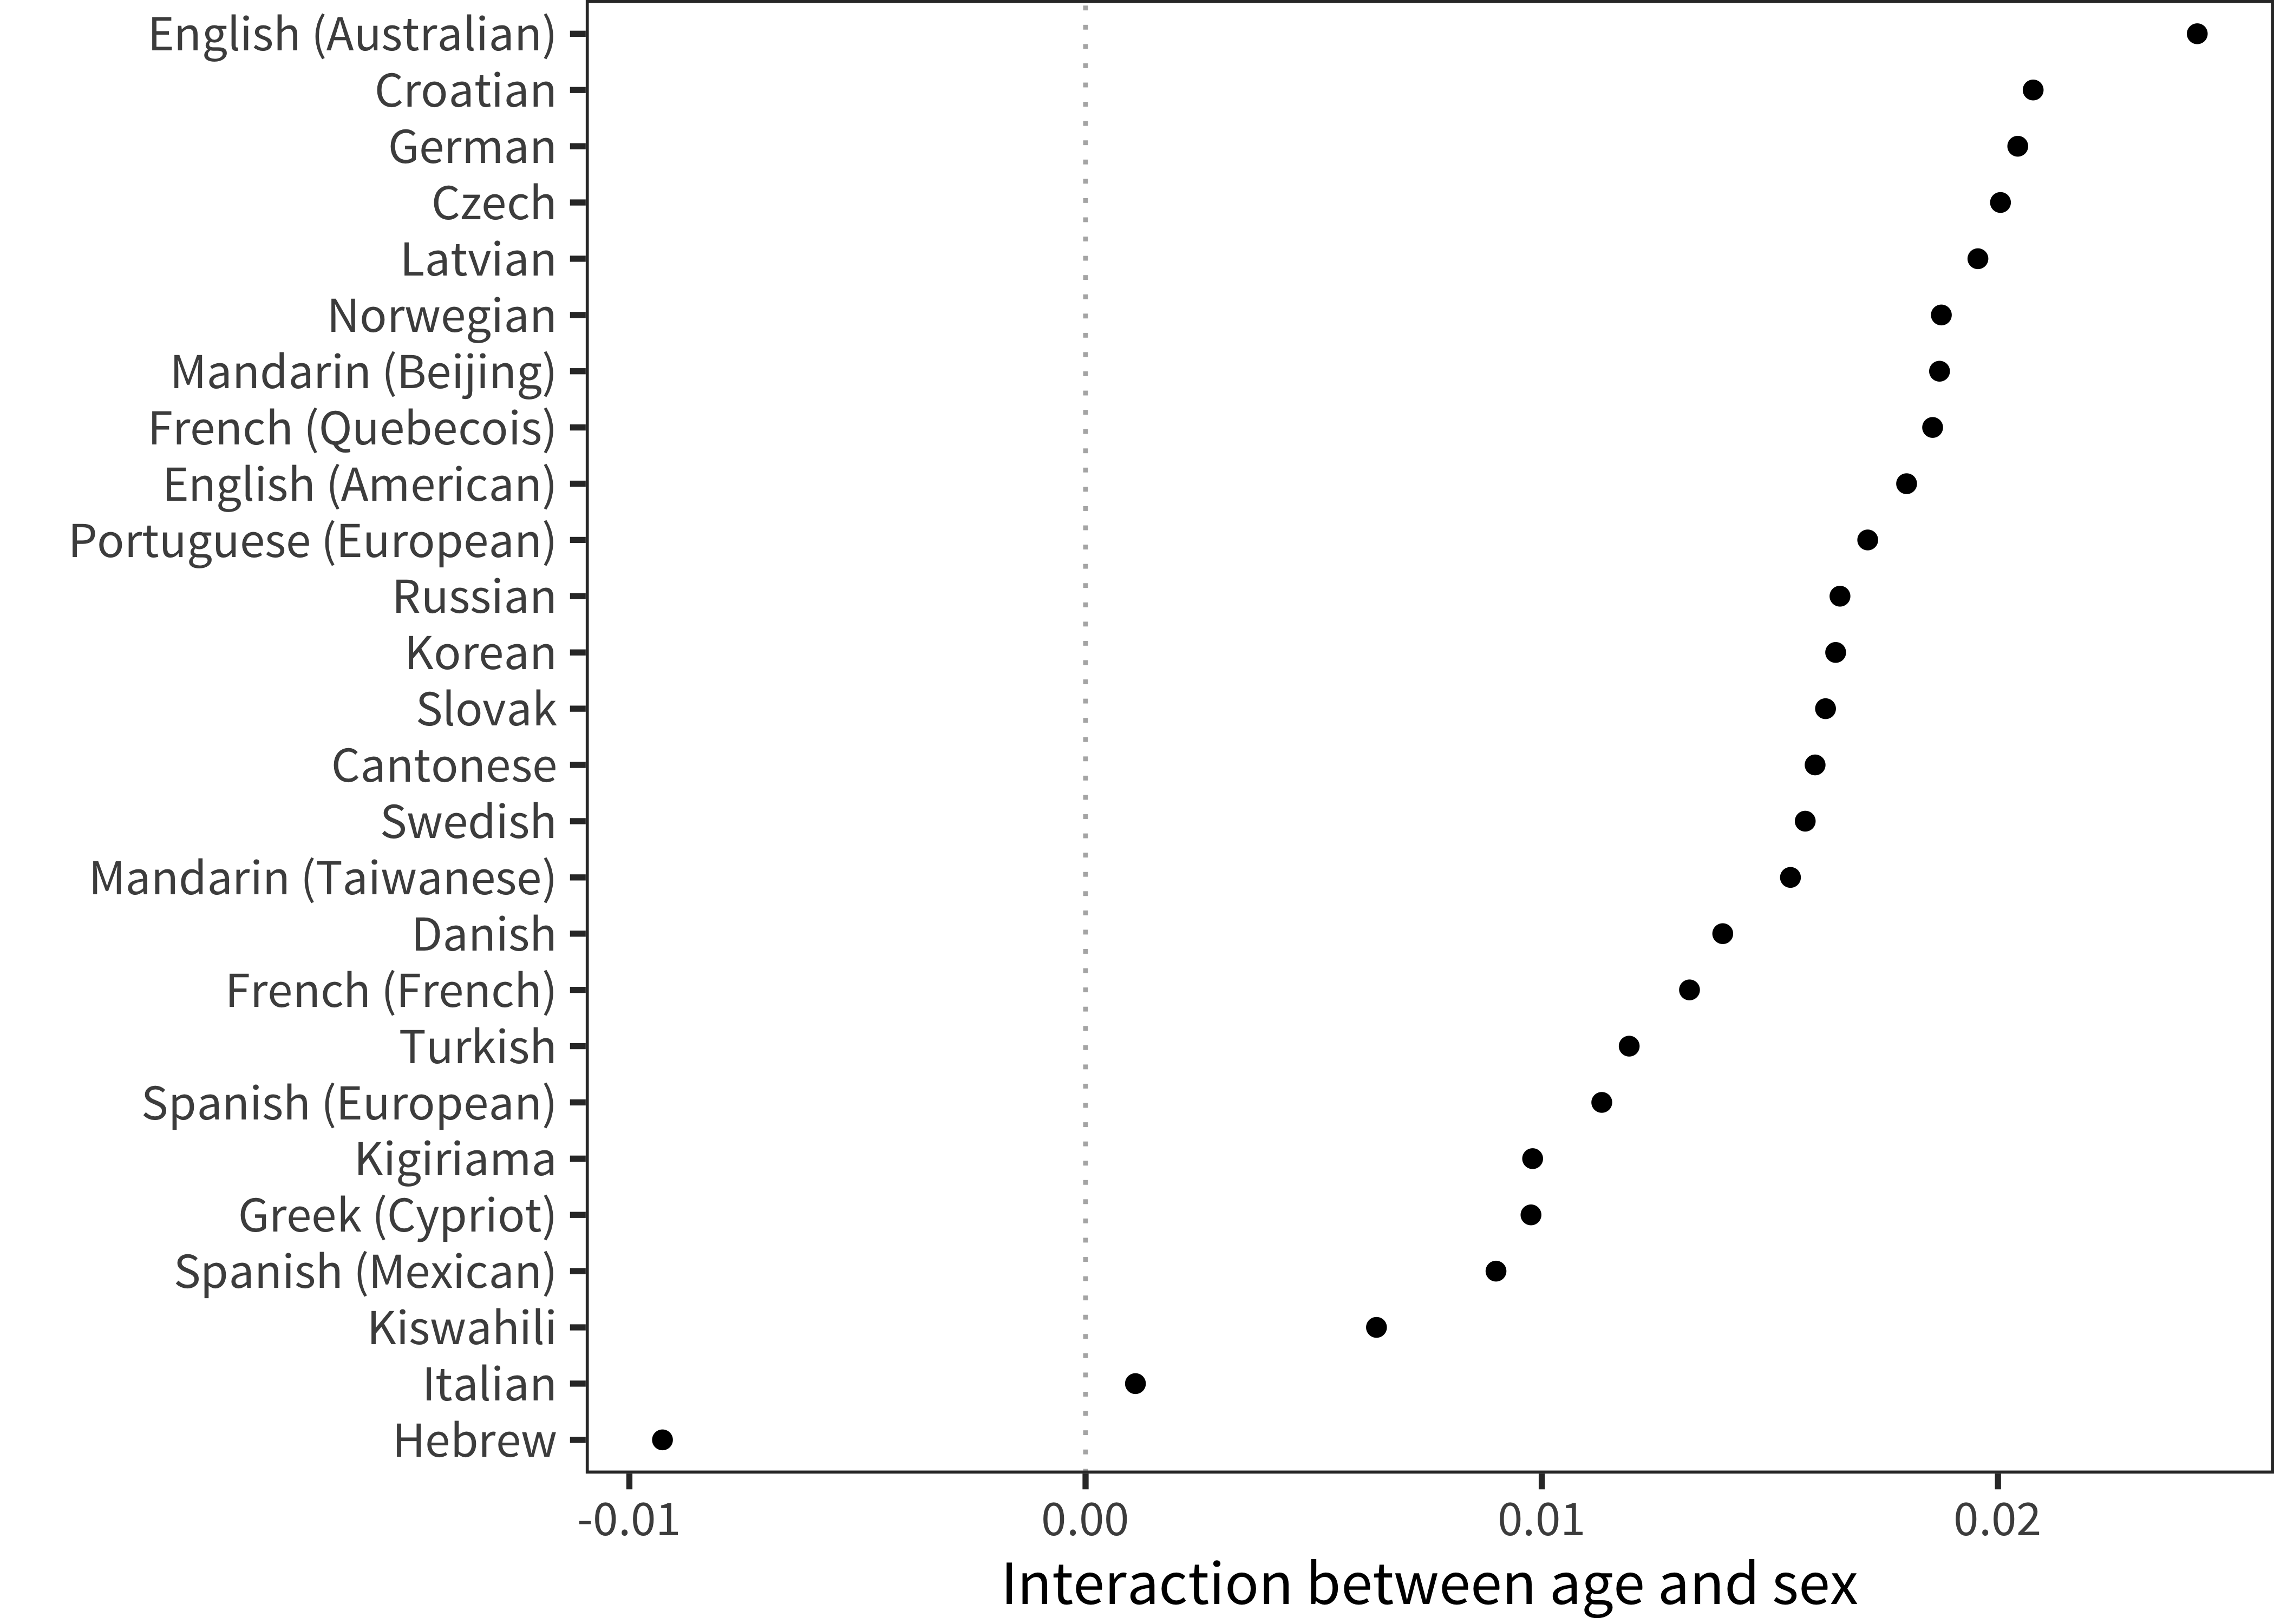 English (Australian)
Croatian
German
Czech
Latvian
Norwegian
Mandarin (Beijing)
French (Quebecois)
English (American)
Portuguese (European)
Russian
Korean
Slovak
Cantonese
Swedish
Mandarin (Taiwanese)
Danish
French (French)
Turkish
Spanish (European)
Kigiriama
Greek (Cypriot)
Spanish (Mexican)
Kiswahili
Italian
Hebrew
-0.01 0.00 0.01 0.02
Interaction between age and sex